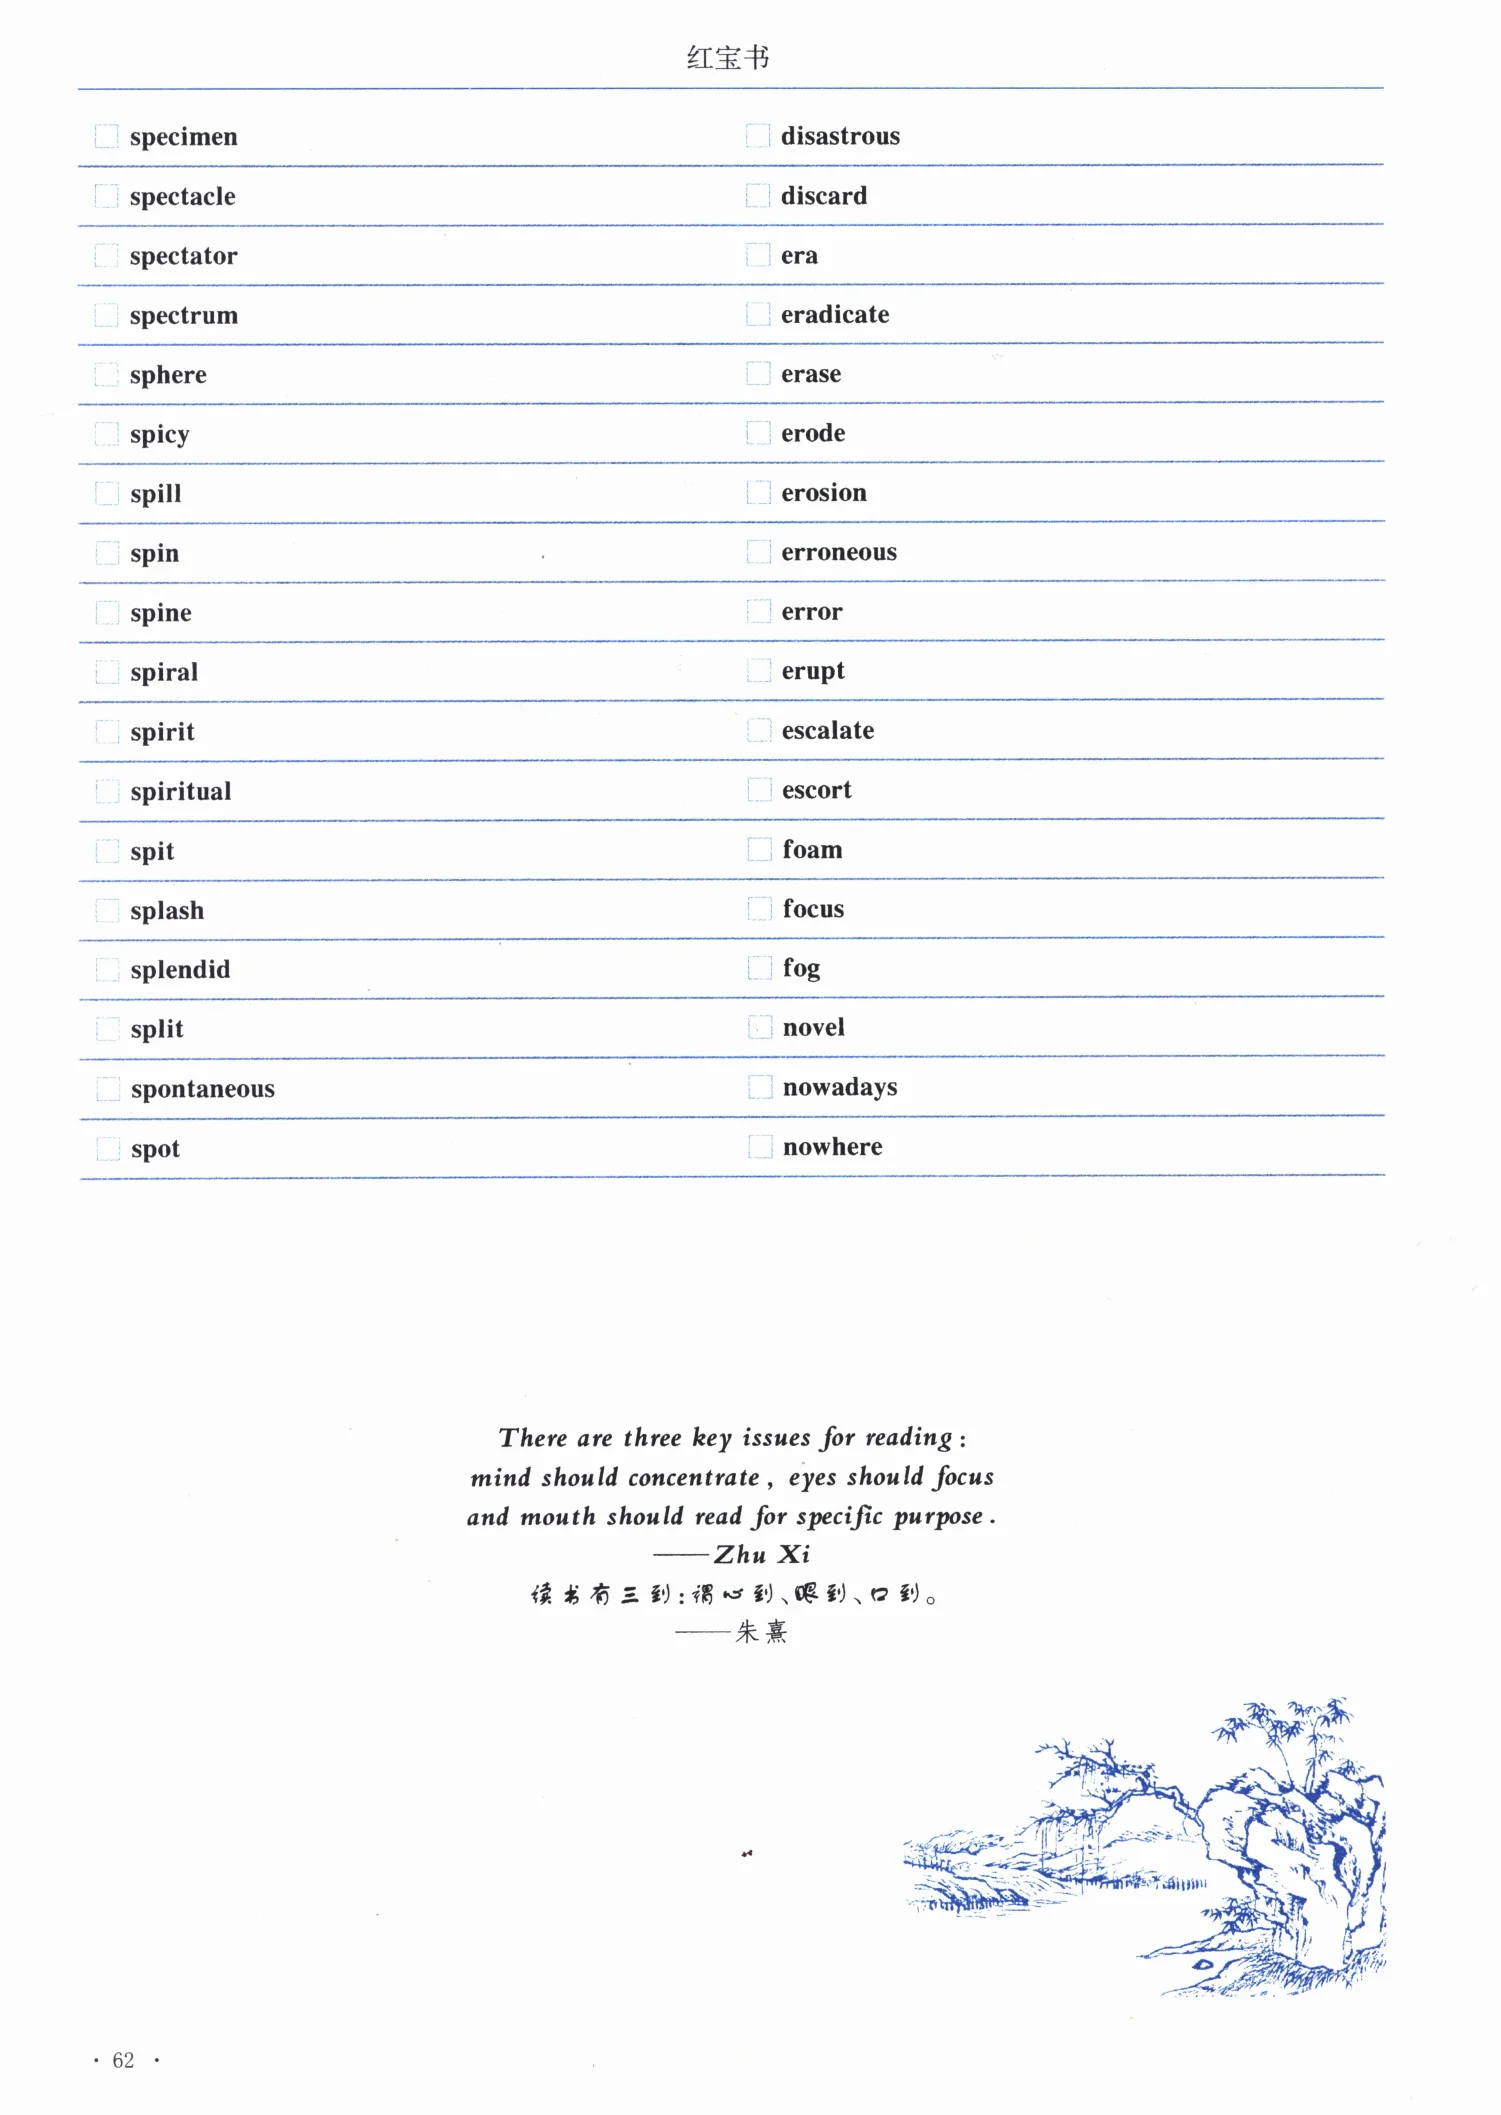 红宝书
specimen
spectacle
spectator
spectrum
sphere
spicy
spill
spin
spine
spiral
spirit
spiritual
spit
splash
splendid
split
spontaneous
spot
disastrous
discard
era
eradicate
erase
erode
erosion
erroneous
error
erupt
escalate
escort
foam
focus
fog
novel
nowadays
nowhere
There are three key issues for reading:
mind should concentrate, eyes should focus
and mouth should read for specific purpose.
——Zhu Xi
读书有三到:谓心到、眼到、口到。
——朱熹
· 62 ·